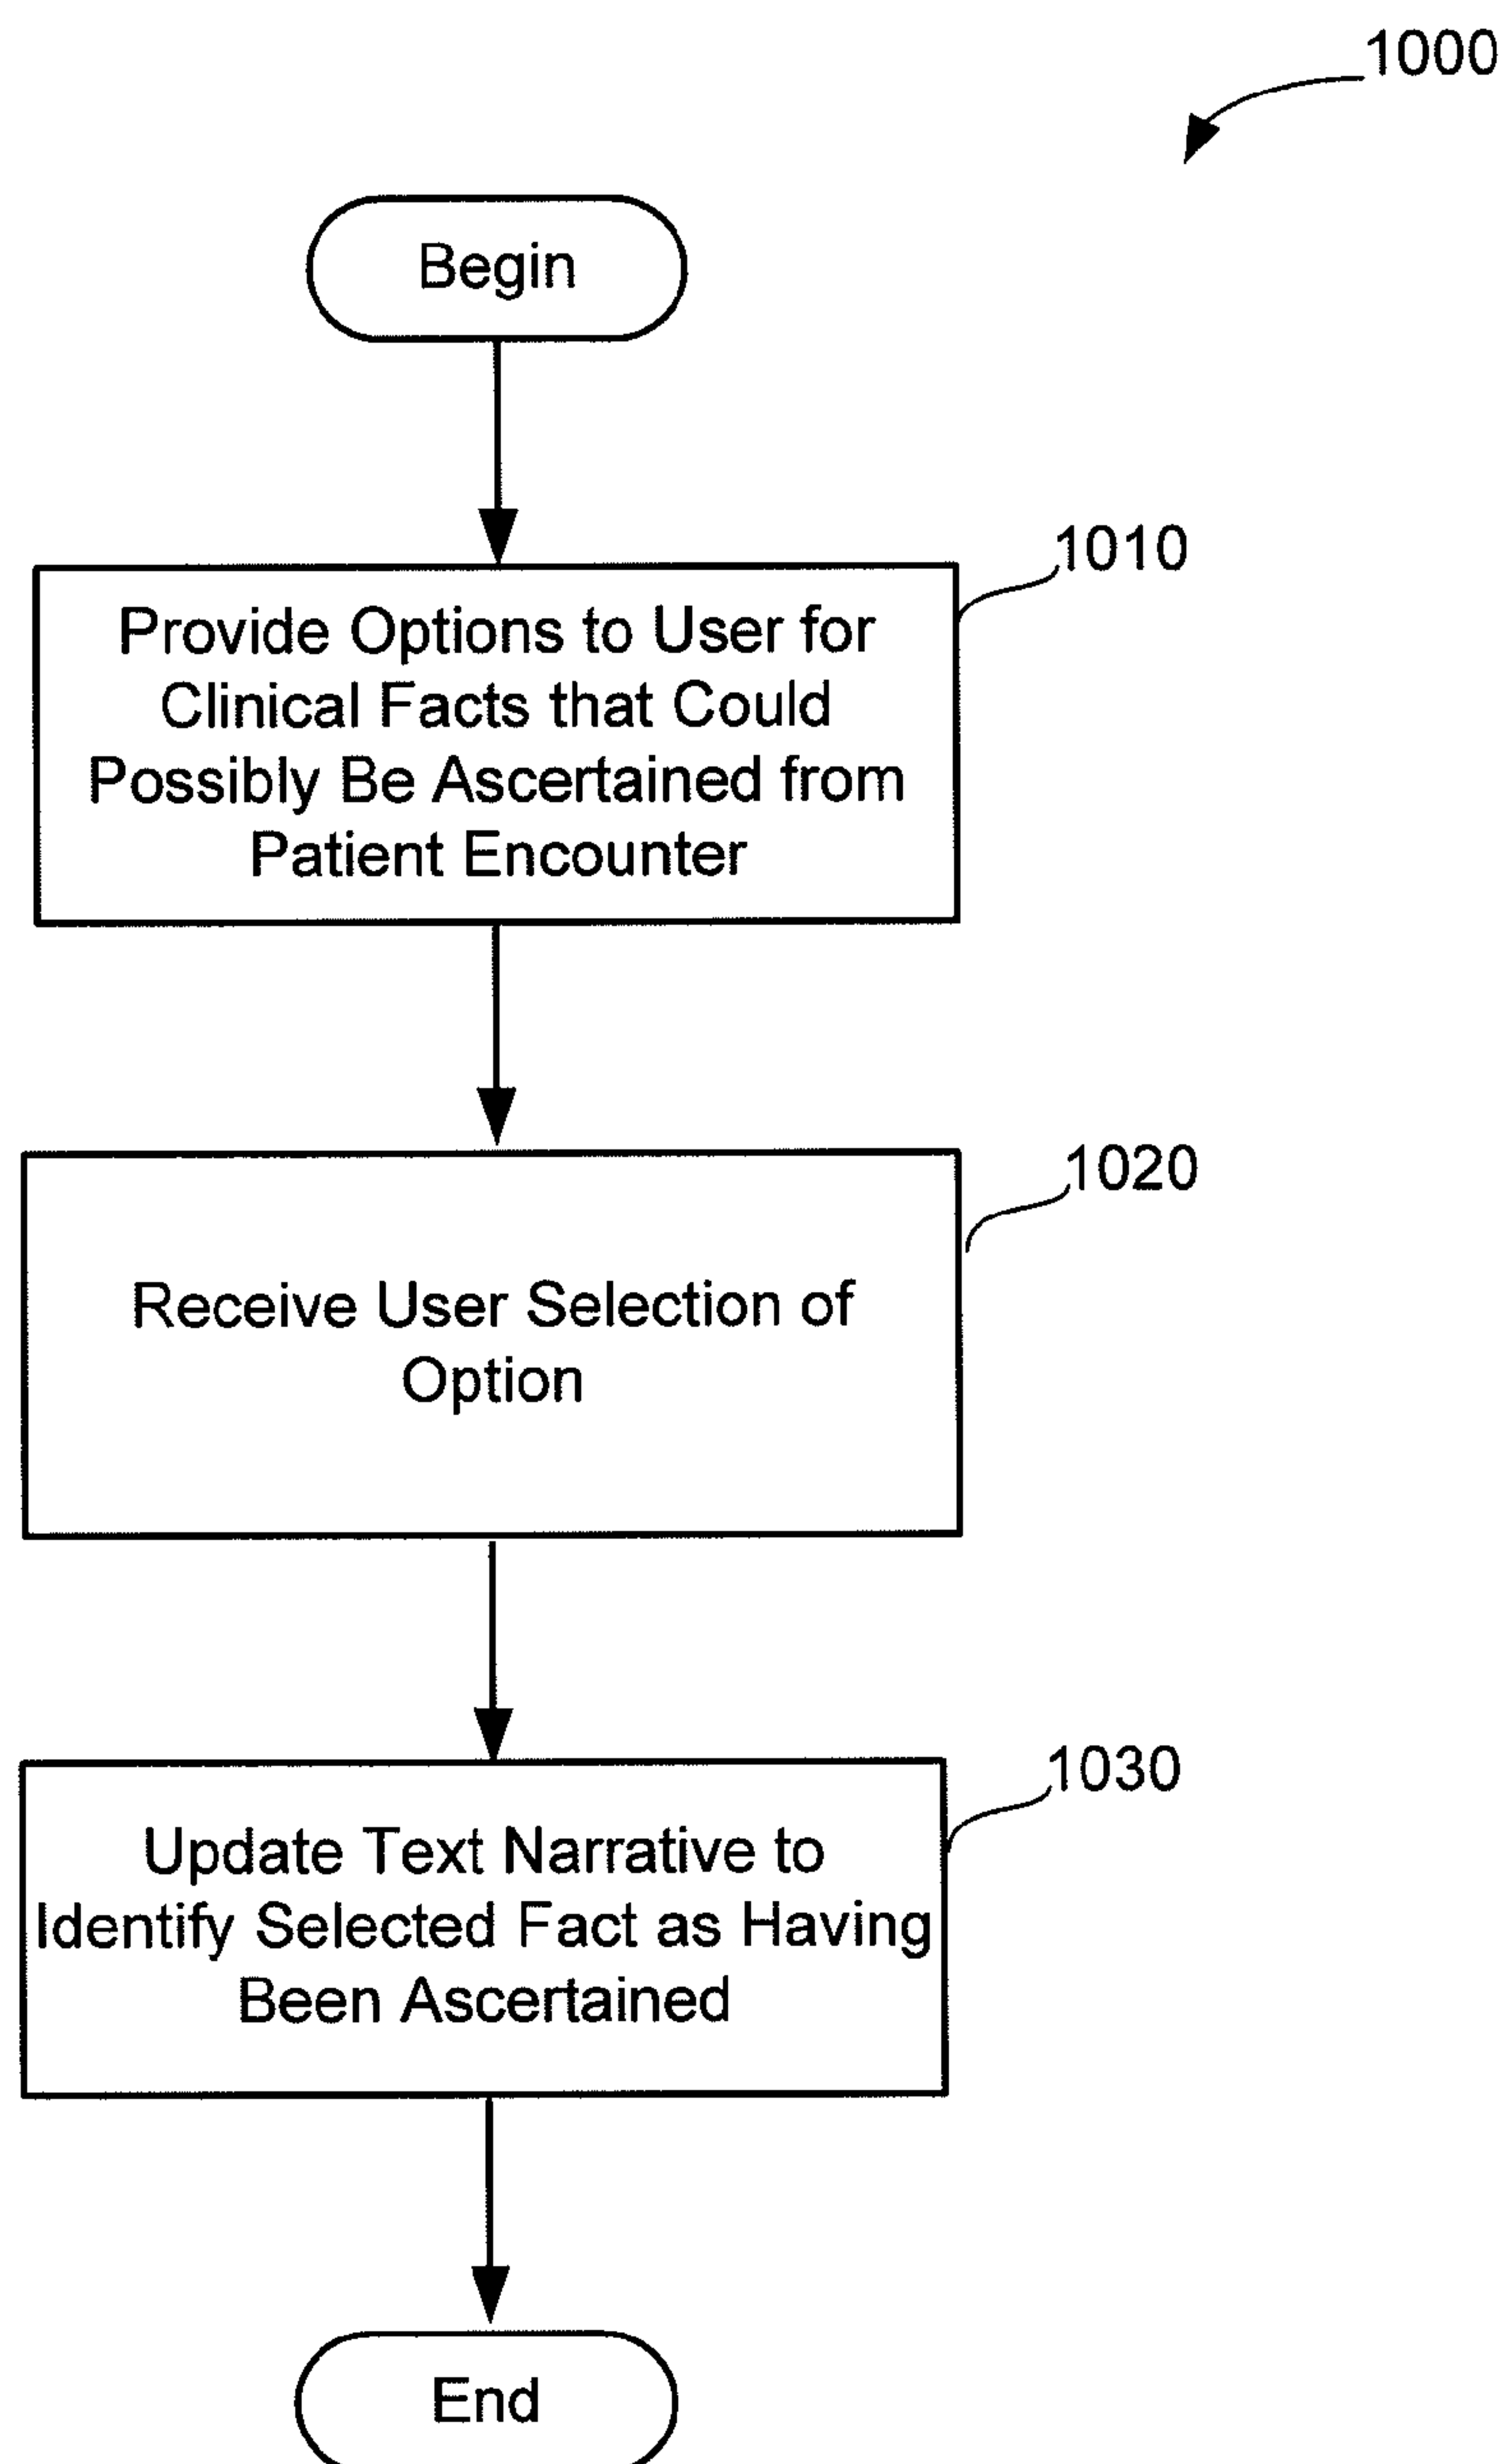 1000
Begin
1010
Provide Options to User for
Clinical Facts that Could
Possibly Be Ascertained from
Patient Encounter
1020
Receive User Selection of
Option
1030
Update Text Narrative to
Identify Selected Fact as Having
Been Ascertained
End